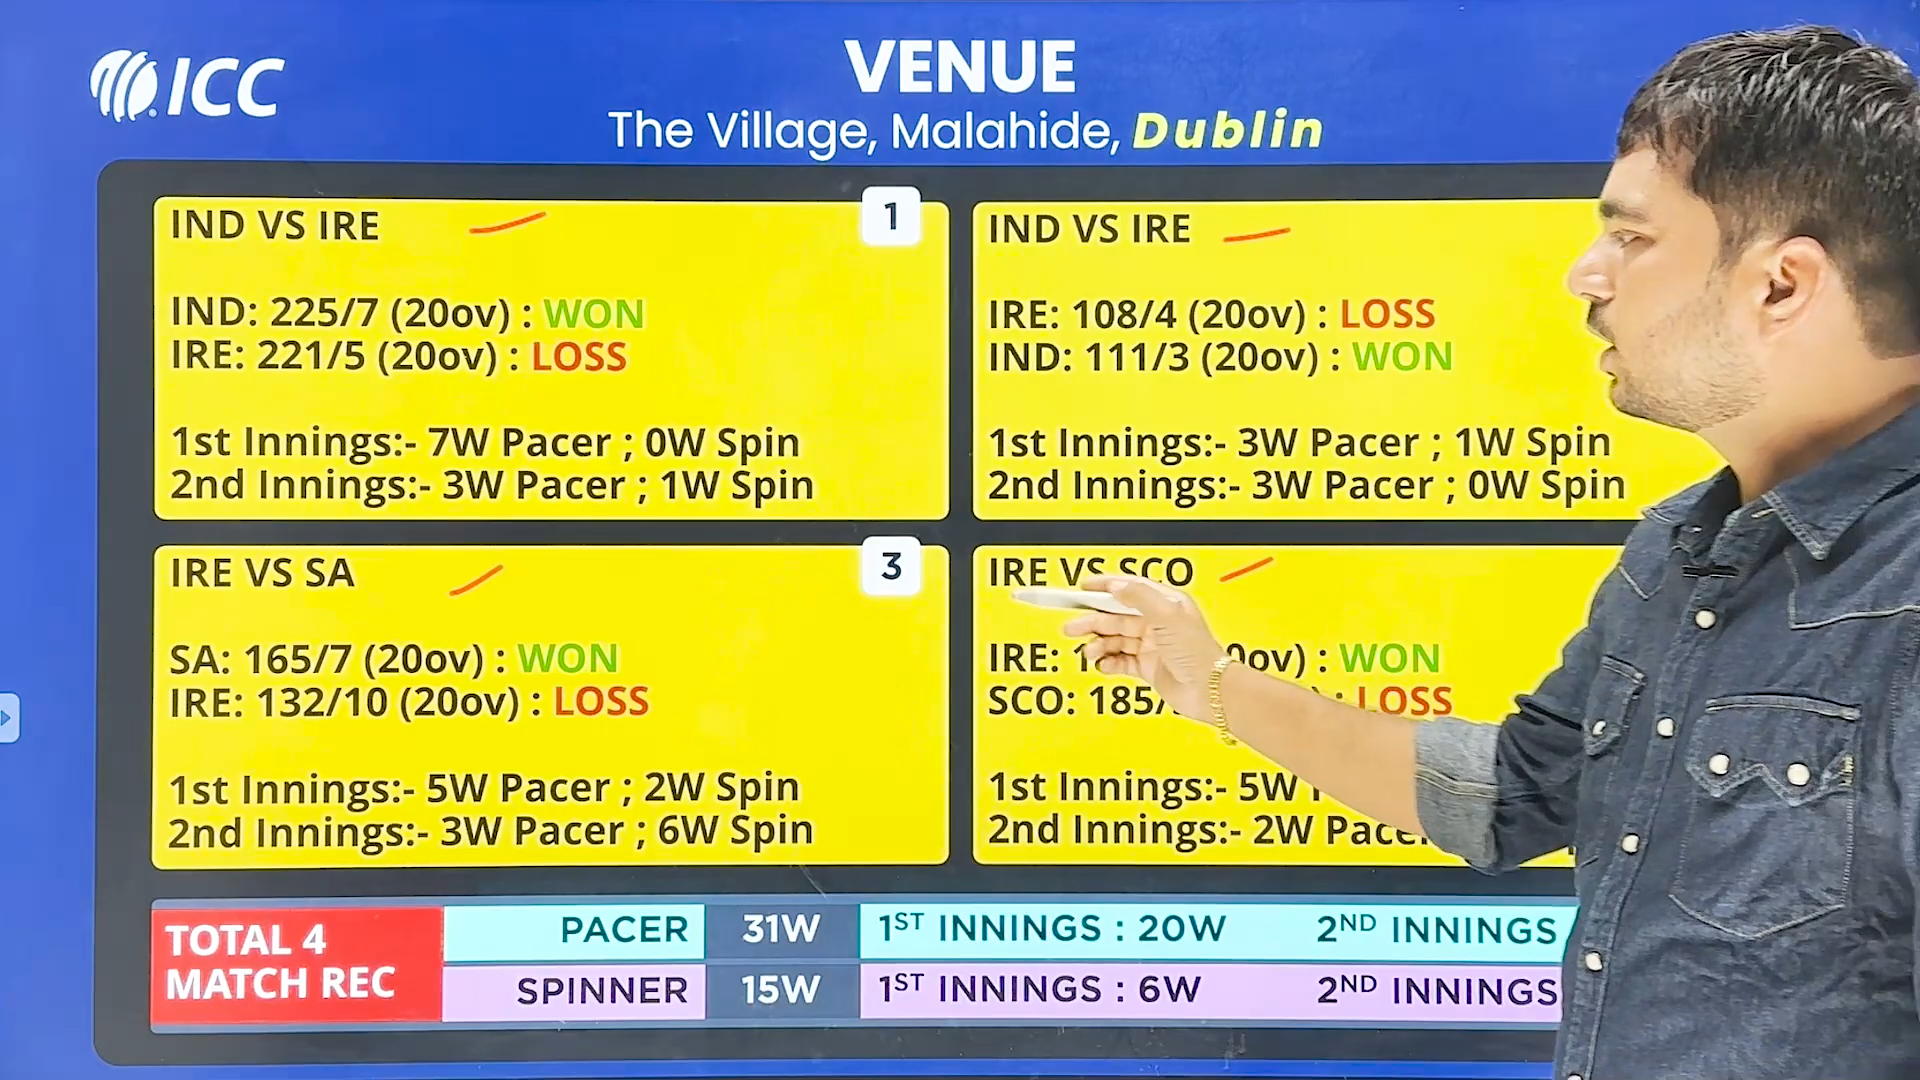 ICC
VENUE
The Village, Malahide, Dublin
1
IND VS IRE
IND: 225/7 (20ov) : WON
IRE: 221/5 (20ov) : LOSS
1st Innings:- 7W Pacer ; 0W Spin
2nd Innings:- 3W Pacer ; 1W Spin
IND VS IRE
IRE: 108/4 (20ov) : LOSS
IND: 111/3 (20ov) : WON
1st Innings:- 3W Pacer ; 1W Spin
2nd Innings:- 3W Pacer ; 0W Spin
3
IRE VS SA
SA: 165/7 (20ov) : WON
IRE: 132/10 (20ov) : LOSS
1st Innings:- 5W Pacer ; 2W Spin
2nd Innings:- 3W Pacer ; 6W Spin
IRE VS SCO
IRE: : WON
SCO: 185/ : LOSS
1st Innings:- 5W
2nd Innings:- 2W Pacer
TOTAL 4
MATCH REC
PACER 31W 1ST INNINGS : 20W 2ND INNINGS
SPINNER 15W 1ST INNINGS : 6W 2ND INNINGS